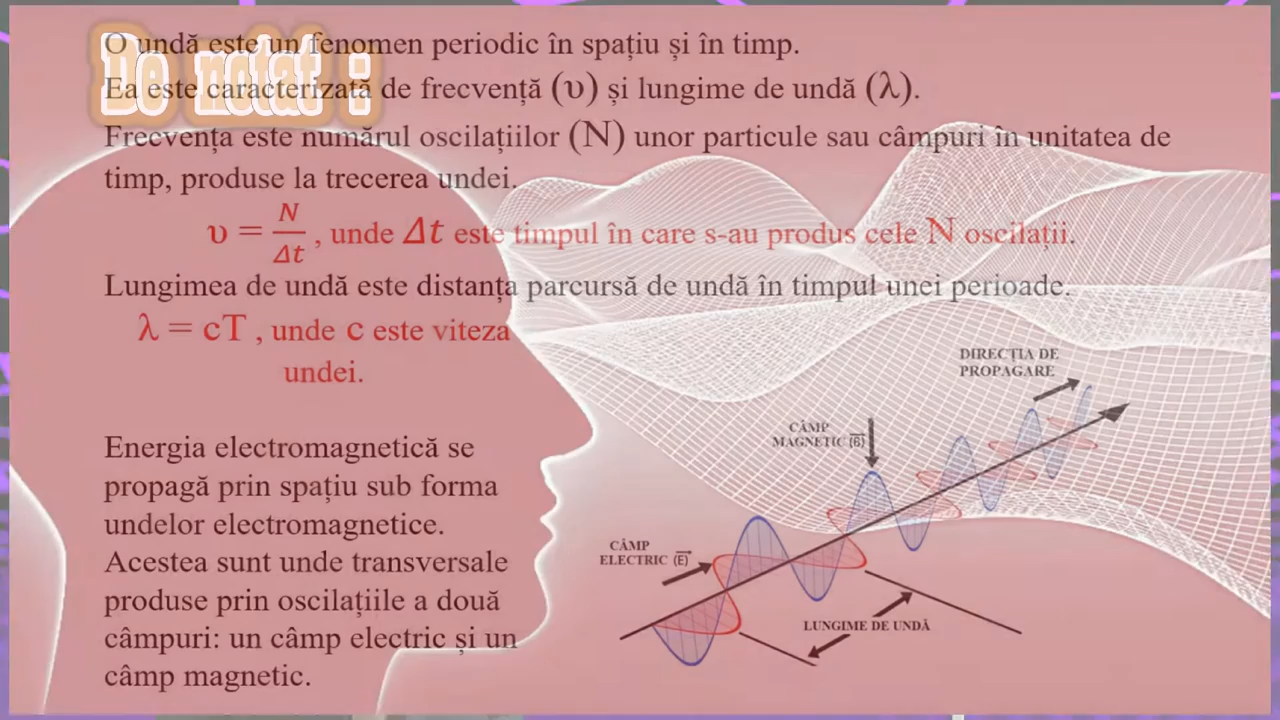 De notat :
O undă este un fenomen periodic în spațiu și în timp.
Ea este caracterizată de frecvență (υ) și lungime de undă (λ).
Frecvența este numărul oscilațiilor (N) unor particule sau câmpuri în unitatea de
timp, produse la trecerea undei.
υ = N/Δt , unde Δt este timpul în care s-au produs cele N oscilații.
Lungimea de undă este distanța parcursă de undă în timpul unei perioade.
λ = cT , unde c este viteza
undei.
Energia electromagnetică se
propagă prin spațiu sub forma
undelor electromagnetice.
Acestea sunt unde transversale
produse prin oscilațiile a două
câmpuri: un câmp electric și un
câmp magnetic.
DIRECȚIA DE
PROPAGARE
CÂMP
MAGNETIC (B)
CÂMP
ELECTRIC (E)
LUNGIME DE UNDĂ